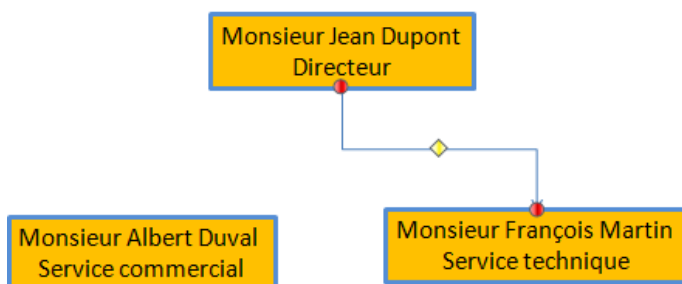 Monsieur Jean Dupont
Directeur
Monsieur Albert Duval
Service commercial
Monsieur François Martin
Service technique